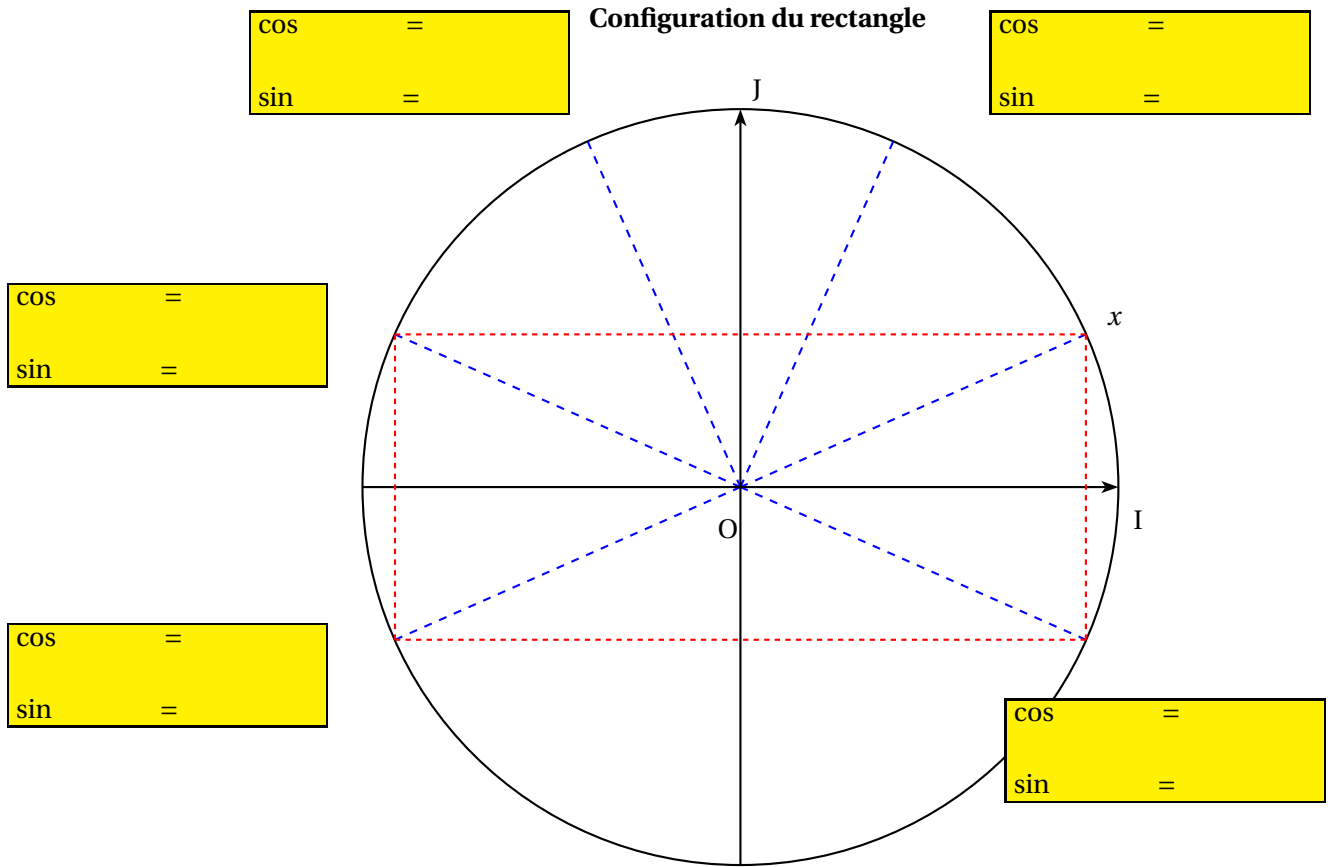 Configuration du rectangle
cos =
sin =
cos =
sin =
J
cos =
sin =
x
O
I
cos =
sin =
cos =
sin =